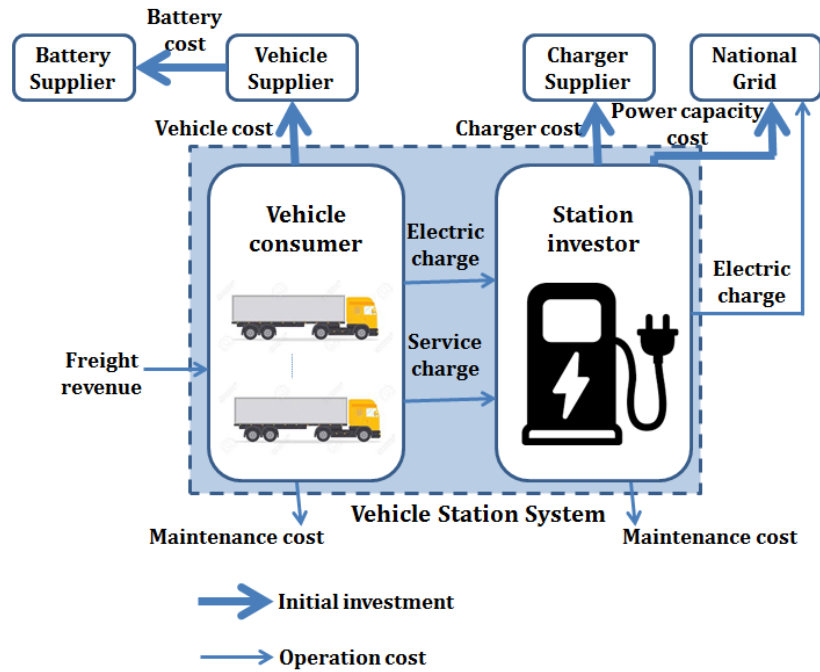 Battery
cost
Battery
Supplier
Vehicle
Supplier
Charger
Supplier
National
Grid
Vehicle cost
Charger cost
Power capacity
cost
Vehicle
consumer
Electric
charge
Station
investor
Electric
charge
Service
charge
Freight
revenue
Vehicle Station System
Maintenance cost
Maintenance cost
Initial investment
Operation cost